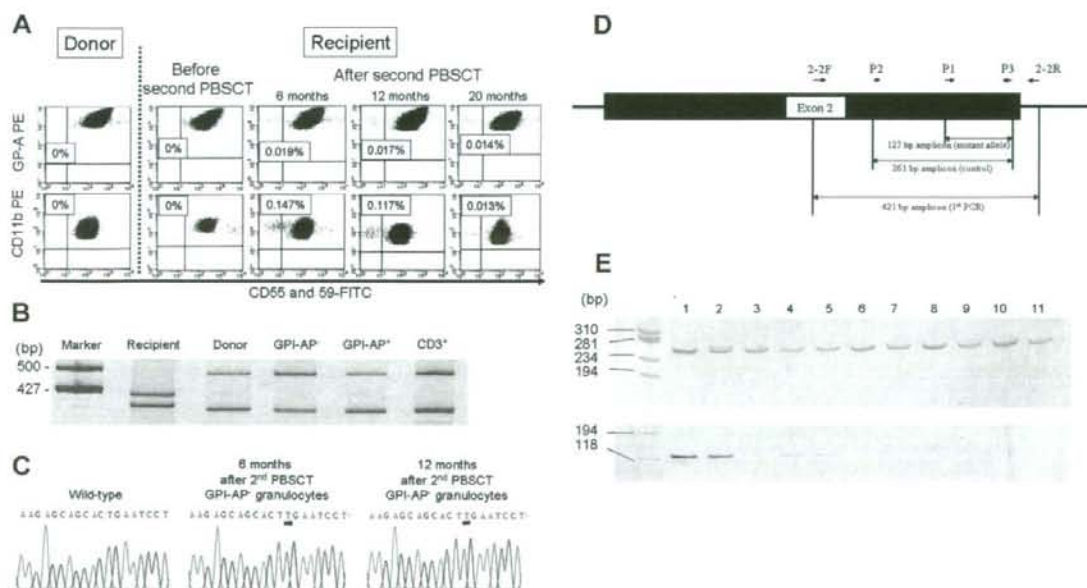 A
Donor
Recipient
Before second PBSCT
After second PBSCT
6 months
12 months
20 months
GP-A PE
0%
0%
0.019%
0.017%
0.014%
CD11b PE
0%
0%
0.147%
0.117%
0.013%
CD55 and 59-FITC
B
(bp)
Marker
Recipient
Donor
GPI-AP-
GPI-AP+
CD3+
500
427
C
Wild-type
6 months after 2nd PBSCT GPI-AP- granulocytes
12 months after 2nd PBSCT GPI-AP- granulocytes
AAGAGCAGCACTGAATCCT
AGAGCAGCACTTGAATCCT
AGAGCAGCACTTGAATCCT
D
2-2F
P2
P1
P3
2-2R
Exon 2
127 bp amplicon (mutant allele)
261 bp amplicon (control)
421 bp amplicon (1st PCR)
E
(bp)
1 2 3 4 5 6 7 8 9 10 11
310
281
234
194
194
118